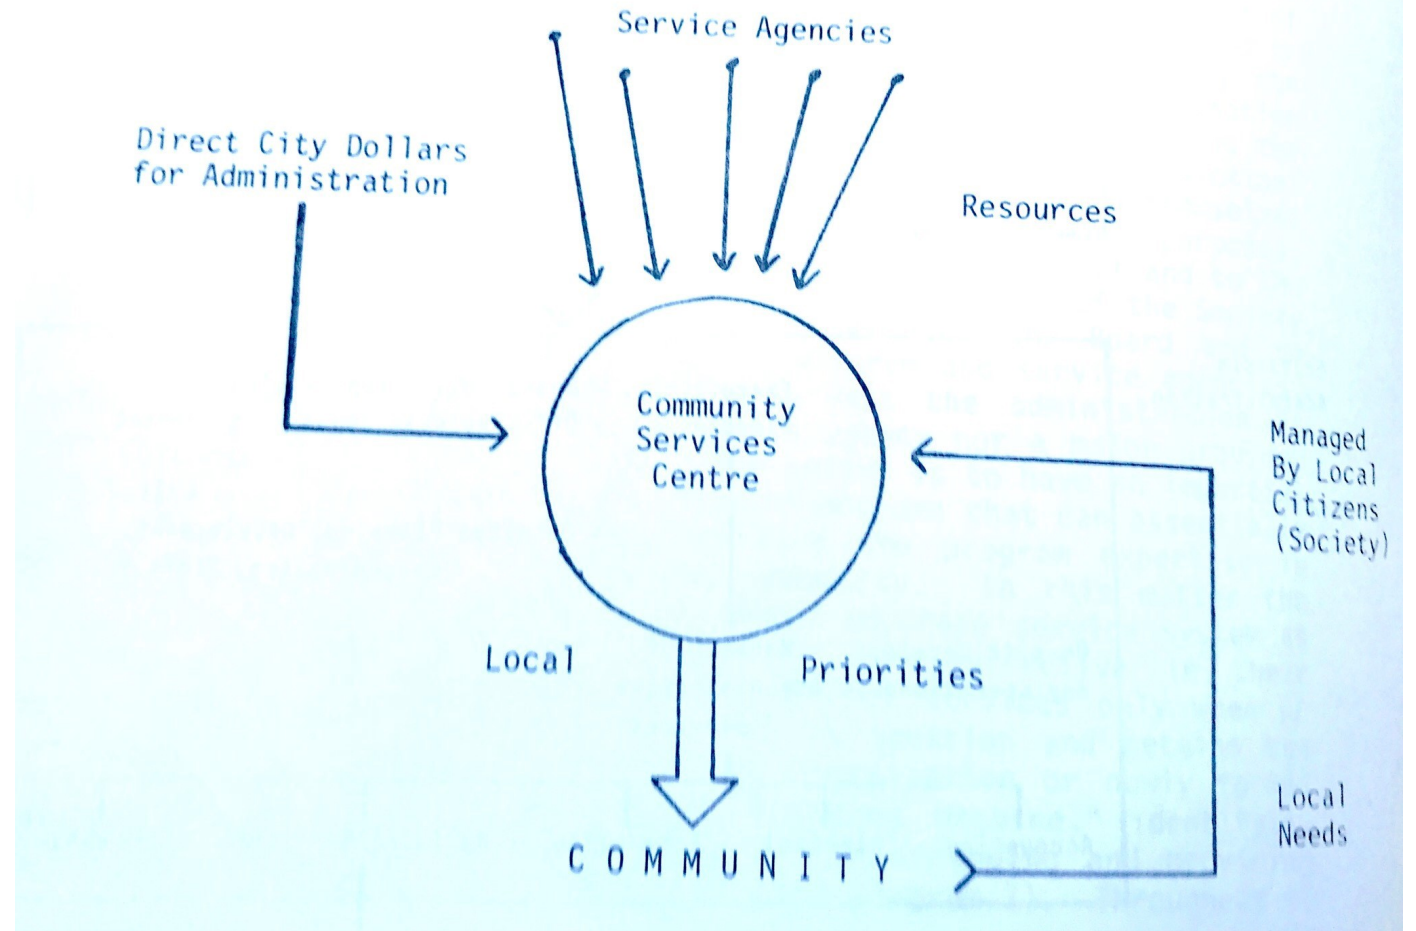 Service Agencies
Direct City Dollars
for Administration
Resources
Community
Services
Centre
Managed
By Local
Citizens
(Society)
Local
Priorities
Local
Needs
COMMUNITY